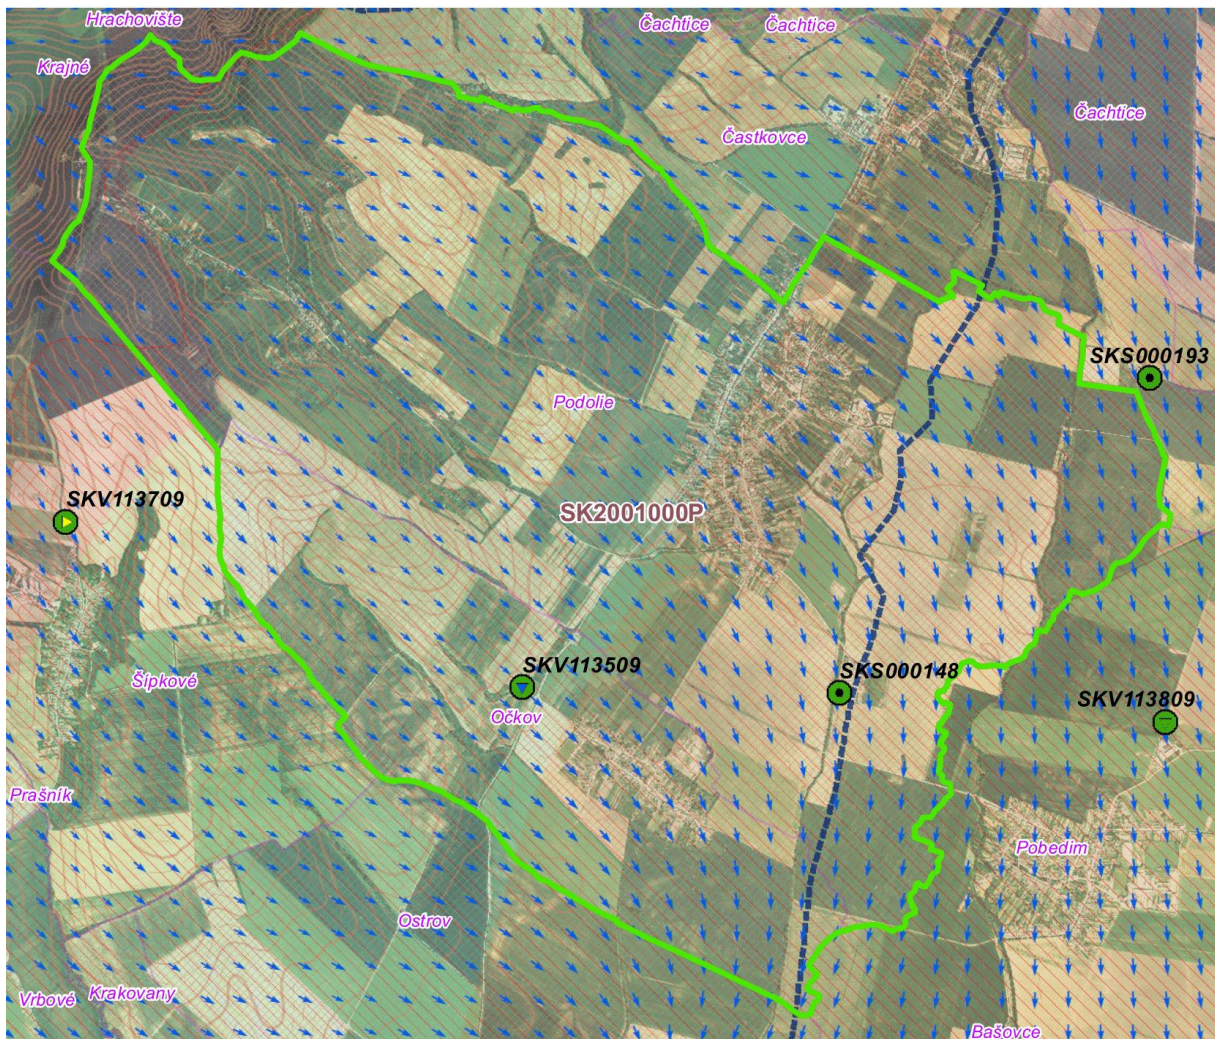 Hrachovište
Čachtice
Čachtice
Krajné
Čachtice
Častkovce
SKS000193
Podolie
SKV113709
SK2001000P
SKV113509
SKS000148
Šípkové
SKV113809
Očkov
Prašník
Pobedim
Ostrov
Krakovany
Vrbové
Bašovce